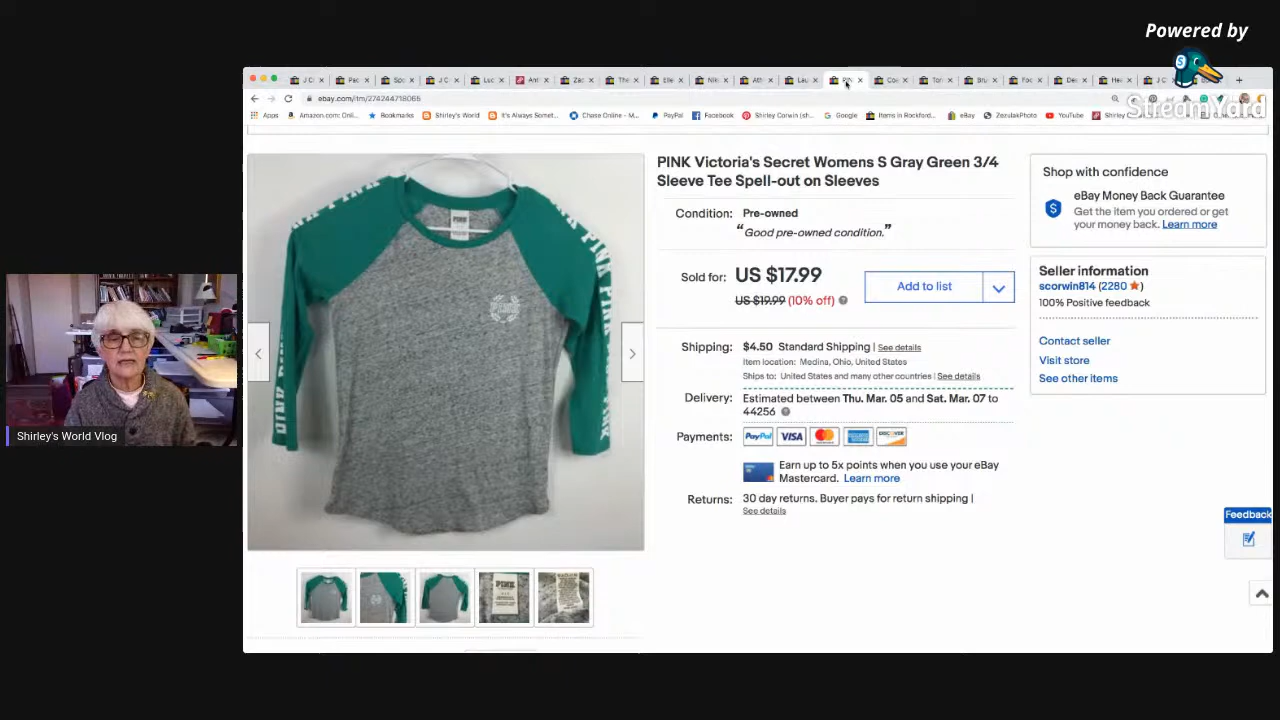 Powered by
StreamYard
ebay.com/itm/274244718065
Apps
Amazon.com: Onli...
Bookmarks
Shirley's World
It's Always Somet...
Chase Online - M...
PayPal
Facebook
Shirley Corwin (sh...
Google
Items in Rockford...
eBay
ZezulakPhoto
YouTube
PINK Victoria's Secret Womens S Gray Green 3/4
Sleeve Tee Spell-out on Sleeves
Condition: Pre-owned
“Good pre-owned condition.”
Sold for: US $17.99
US $19.99 (10% off)
Add to list
Shipping: $4.50 Standard Shipping | See details
Item location: Medina, Ohio, United States
Ships to: United States and many other countries | See details
Delivery: Estimated between Thu. Mar. 05 and Sat. Mar. 07 to
44256
Payments: PayPal VISA
Earn up to 5x points when you use your eBay
Mastercard. Learn more
Returns: 30 day returns. Buyer pays for return shipping |
See details
Shop with confidence
eBay Money Back Guarantee
Get the item you ordered or get
your money back. Learn more
Seller information
scorwin814 (2280 )
100% Positive feedback
Contact seller
Visit store
See other items
Feedback
PINK
PINK
Shirley's World Vlog